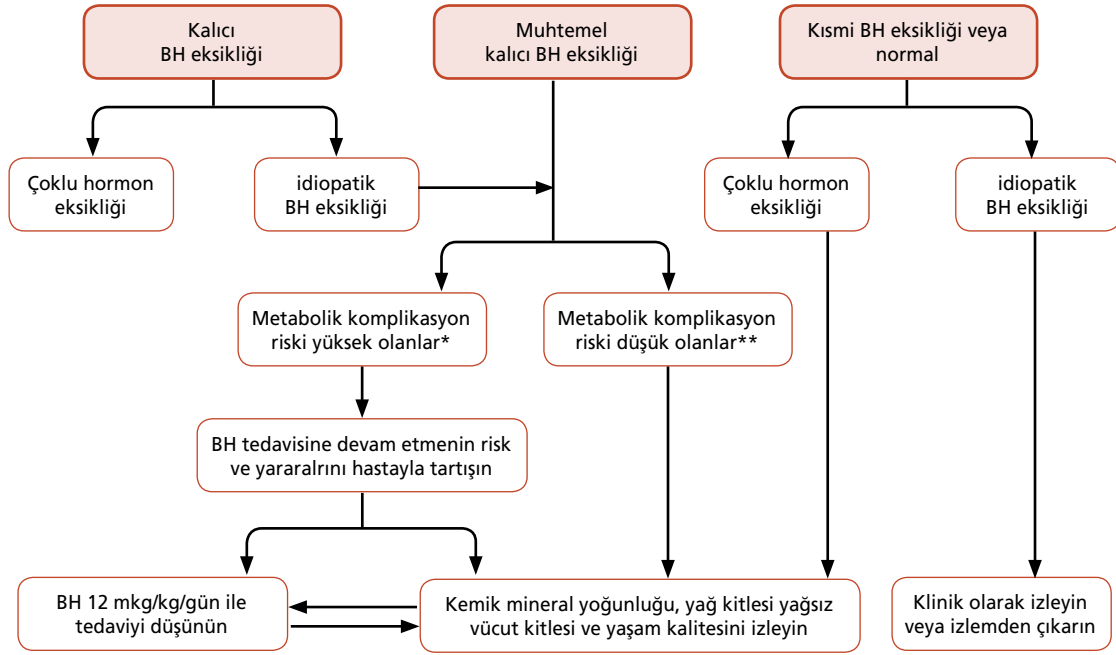 Kalıcı
BH eksikliği
Muhtemel
kalıcı BH eksikliği
Kısmi BH eksikliği veya
normal
Çoklu hormon
eksikliği
idiopatik
BH eksikliği
Çoklu hormon
eksikliği
idiopatik
BH eksikliği
Metabolik komplikasyon
riski yüksek olanlar*
Metabolik komplikasyon
riski düşük olanlar**
BH tedavisine devam etmenin risk
ve yararalrını hastayla tartışın
BH 12 mkg/kg/gün ile
tedaviyi düşünün
Kemik mineral yoğunluğu, yağ kitlesi yağsız
vücut kitlesi ve yaşam kalitesini izleyin
Klinik olarak izleyin
veya izlemden çıkarın